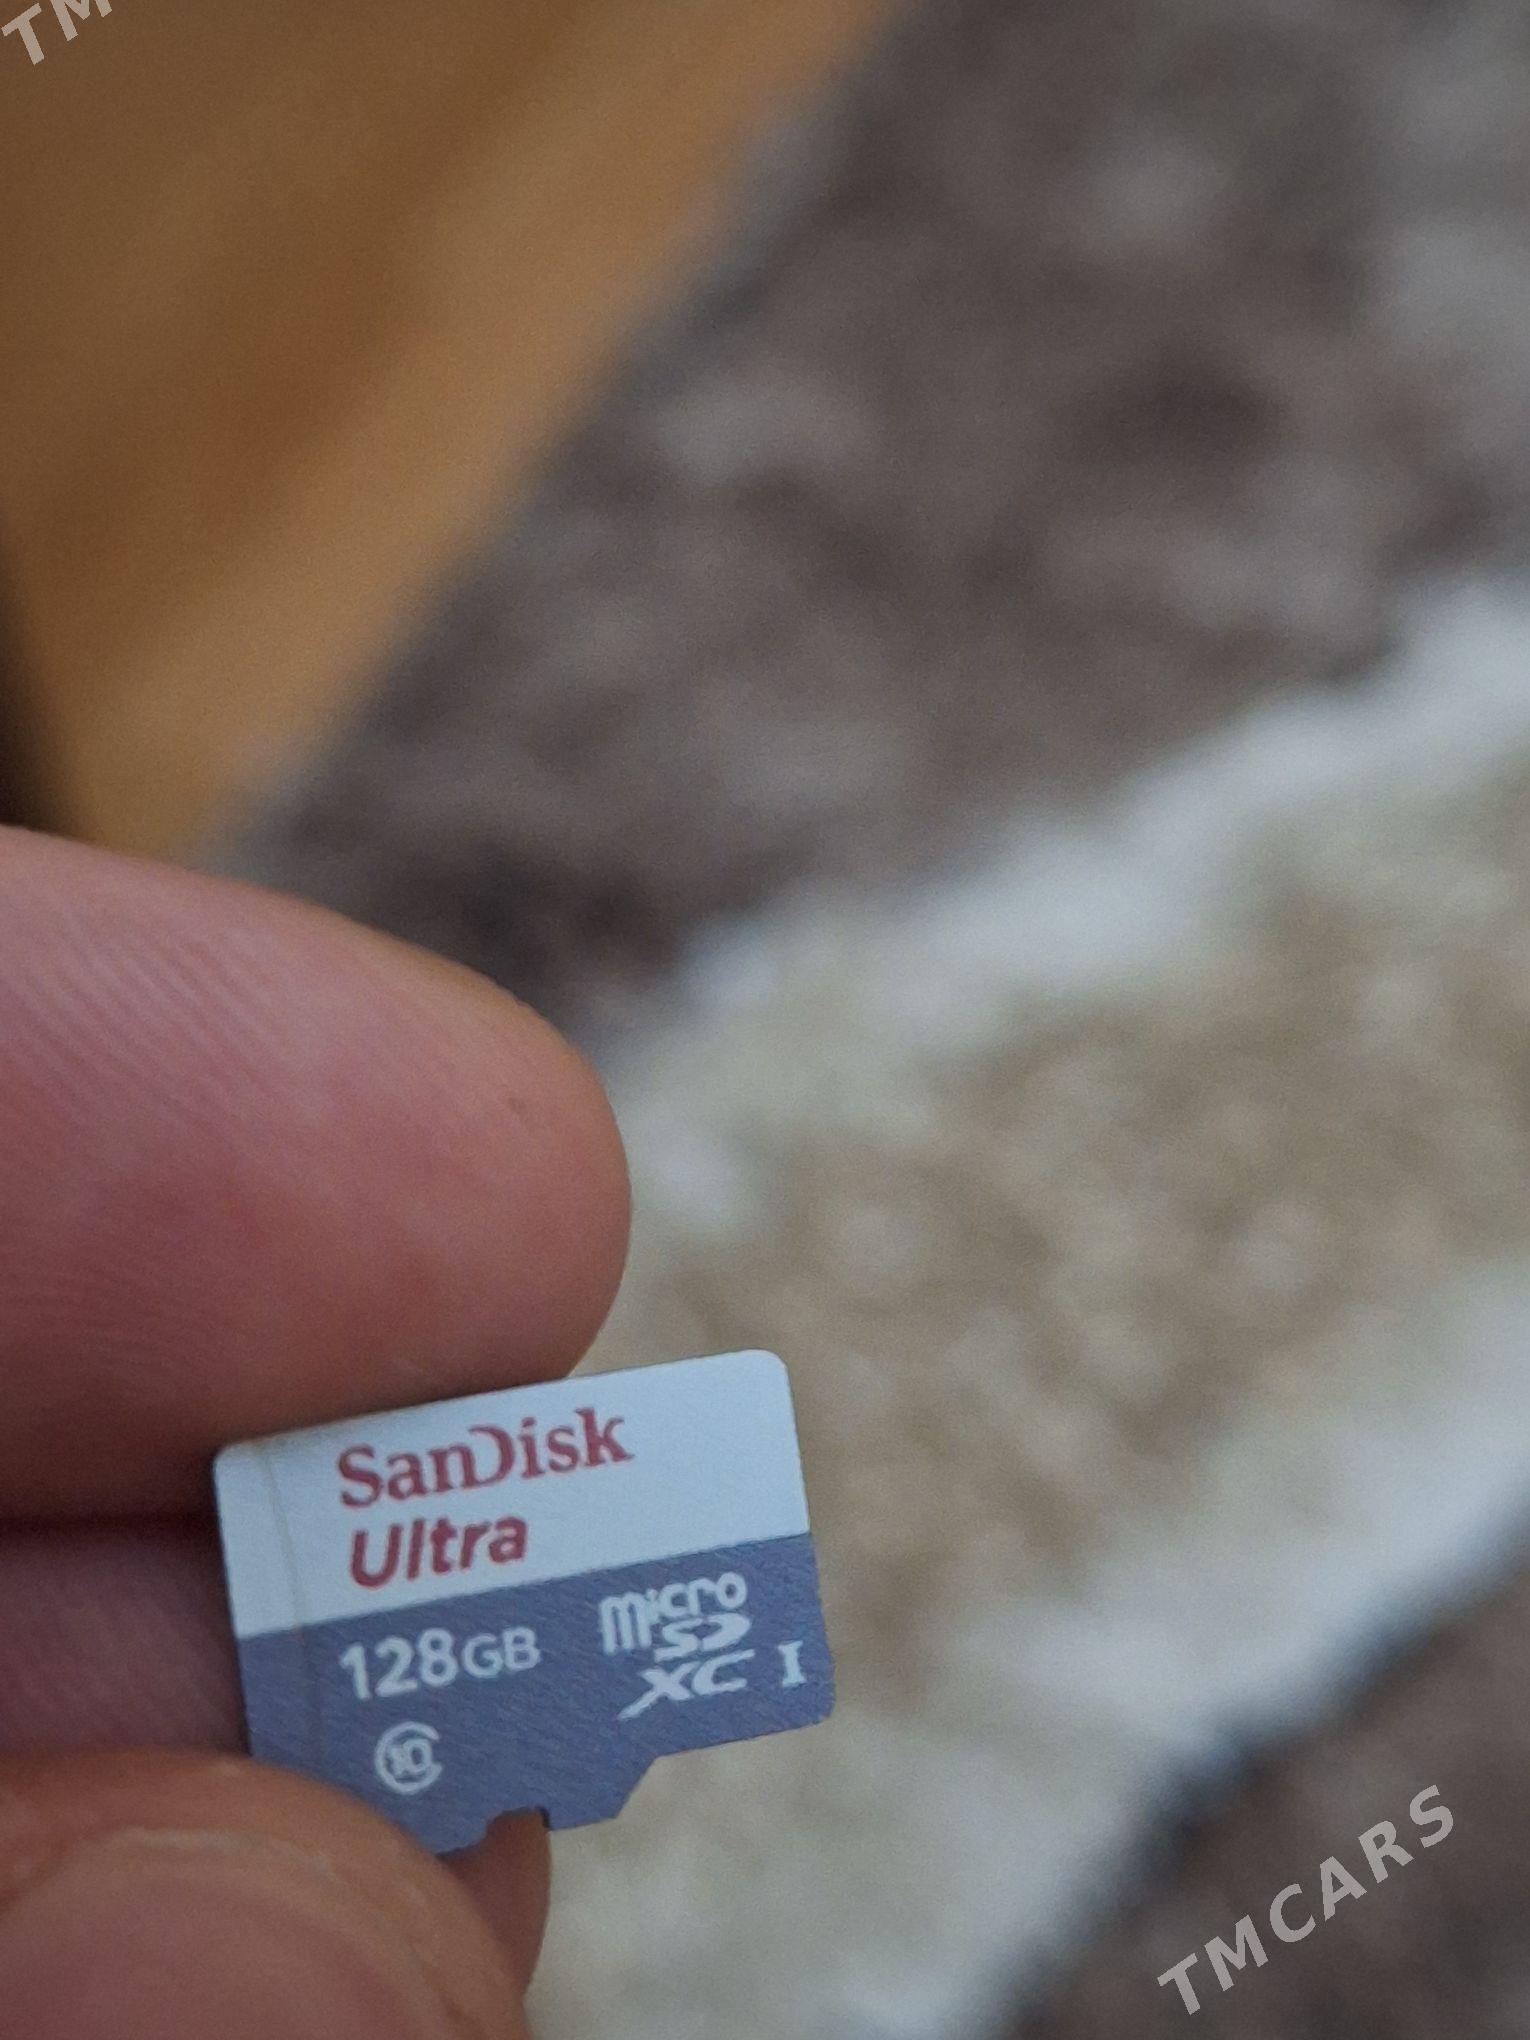 TM
SanDisk
Ultra
128GB
micro
SD
XC I
10
TMCARS